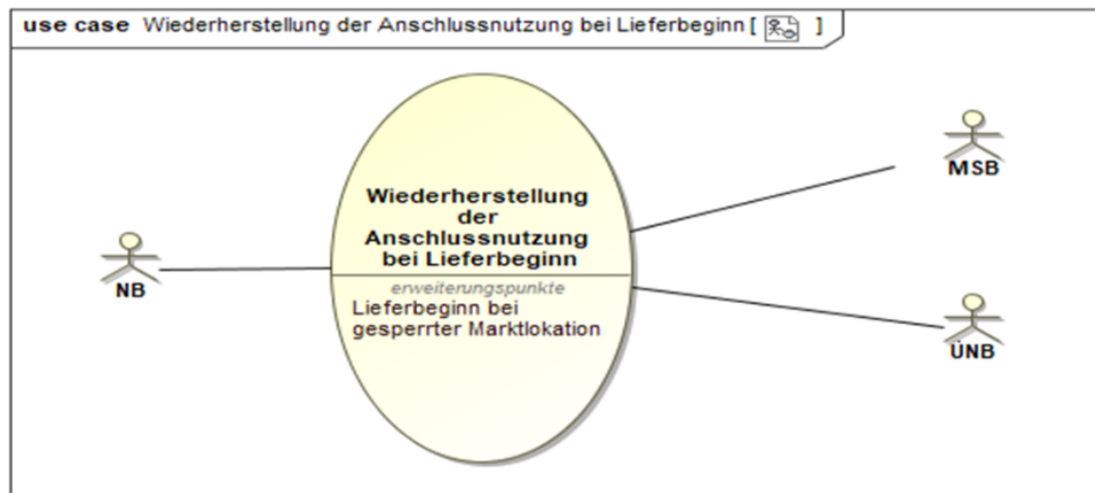 use case Wiederherstellung der Anschlussnutzung bei Lieferbeginn [ ]
MSB
Wiederherstellung
der
Anschlussnutzung
bei Lieferbeginn
erweiterungspunkte
Lieferbeginn bei
gesperrter Marktlokation
NB
ÜNB